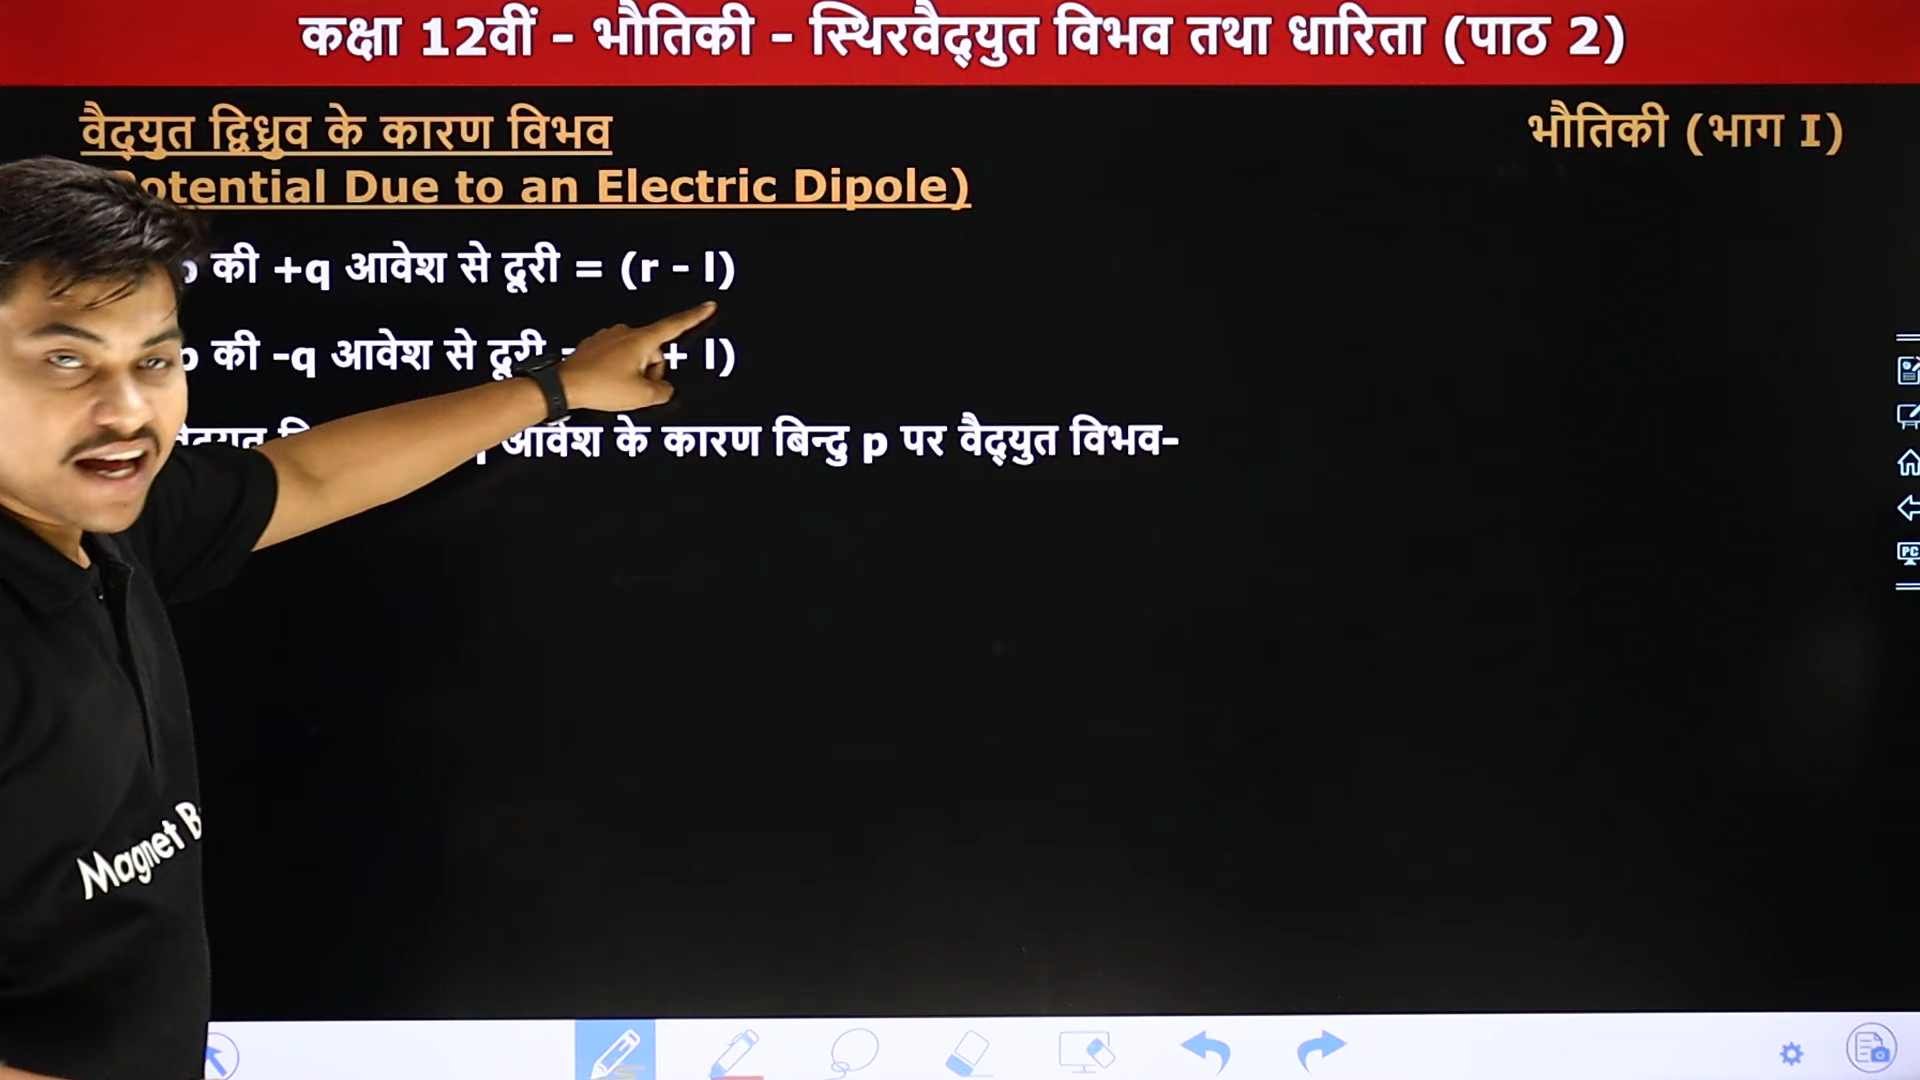 कक्षा 12वीं - भौतिकी - स्थिरवैद्युत विभव तथा धारिता (पाठ 2)
वैद्युत द्विध्रुव के कारण विभव
भौतिकी (भाग I)
Due to an Electric Dipole)
की +q आवेश से दूरी = (r - l)
की -q आवेश से दूरी + l)
आवेश के कारण बिन्दु p पर वैद्युत विभव-
PC
Magnet